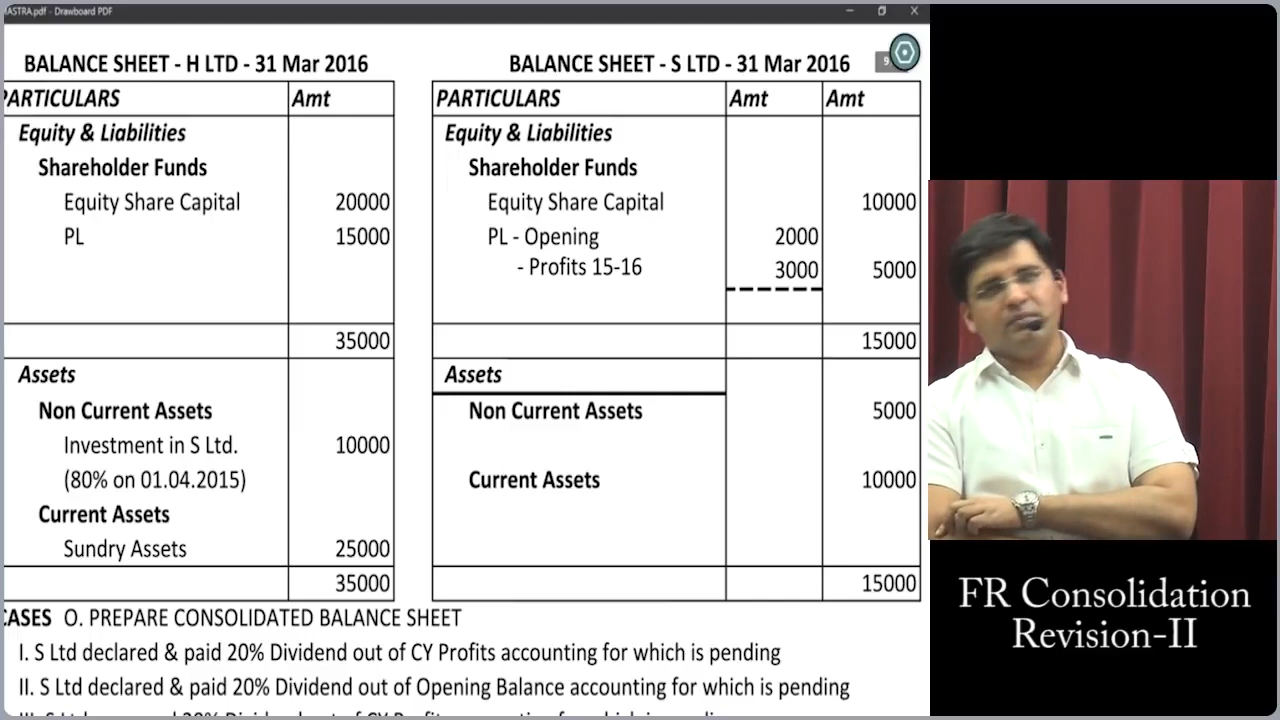 ASTRA.pdf - Drawboard PDF
BALANCE SHEET - H LTD - 31 Mar 2016
PARTICULARS Amt
Equity & Liabilities
Shareholder Funds
Equity Share Capital 20000
PL 15000
35000
Assets
Non Current Assets
Investment in S Ltd. 10000
(80% on 01.04.2015)
Current Assets
Sundry Assets 25000
35000
BALANCE SHEET - S LTD - 31 Mar 2016
9
PARTICULARS Amt Amt
Equity & Liabilities
Shareholder Funds
Equity Share Capital 10000
PL - Opening 2000
- Profits 15-16 3000 5000
15000
Assets
Non Current Assets 5000
Current Assets 10000
15000
CASES O. PREPARE CONSOLIDATED BALANCE SHEET
I. S Ltd declared & paid 20% Dividend out of CY Profits accounting for which is pending
II. S Ltd declared & paid 20% Dividend out of Opening Balance accounting for which is pending
FR Consolidation
Revision-II